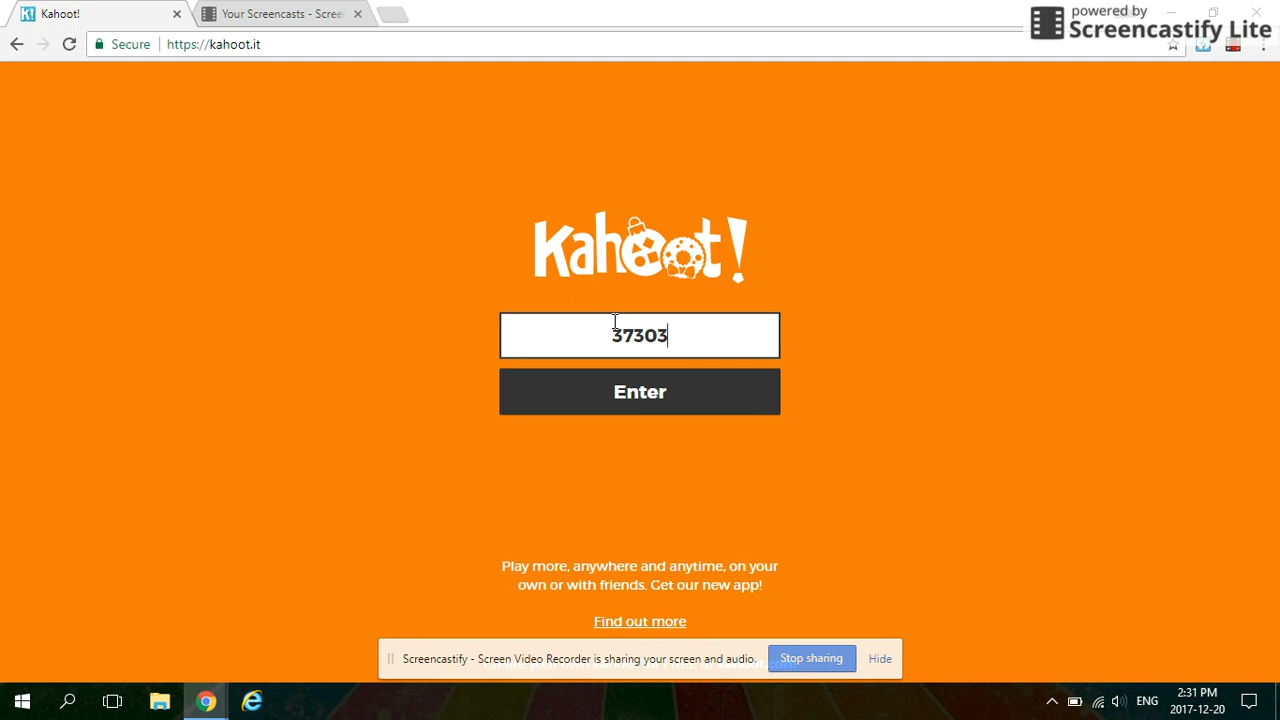 Kahoot!
Your Screencasts - Scree
powered by
Screencastify Lite
Secure
https://kahoot.it
Kahoot!
37303
Enter
Play more, anywhere and anytime, on your
own or with friends. Get our new app!
Find out more
Screencastify - Screen Video Recorder is sharing your screen and audio.
Stop sharing
Hide
ENG
2:31 PM
2017-12-20